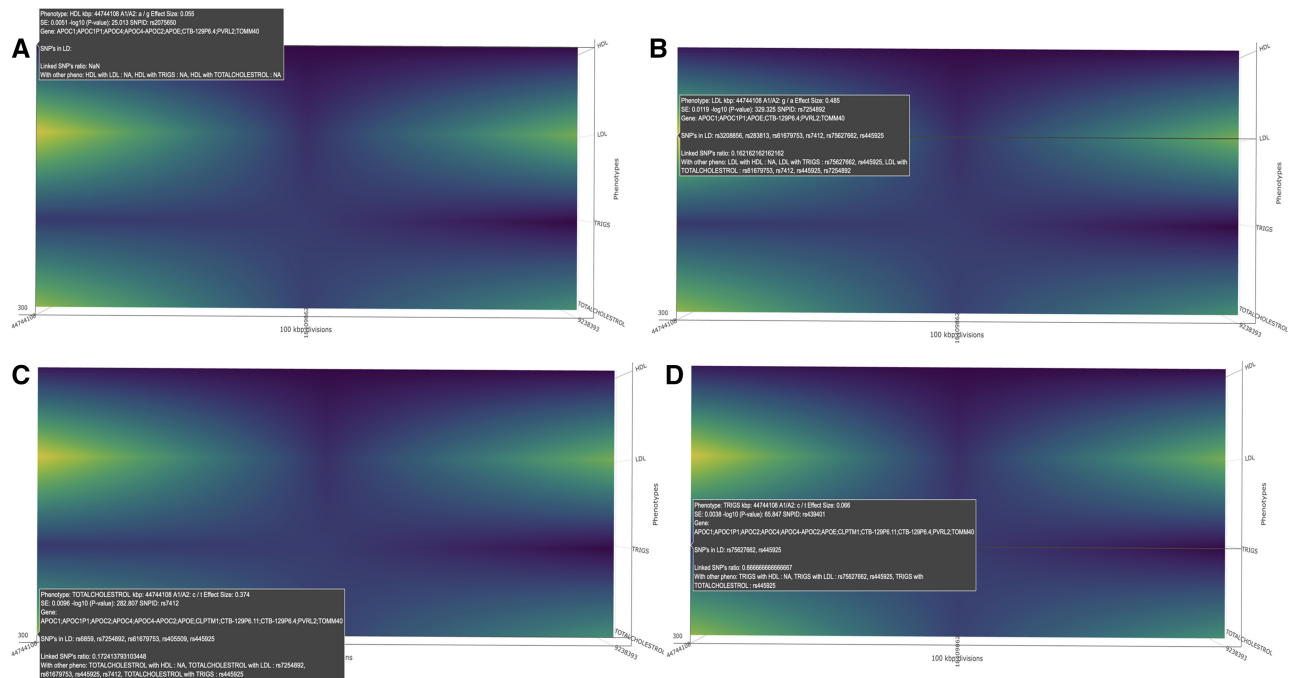 A
Phenotype: HDL kbp: 44744108 A1/A2: a / g Effect Size: 0.055
SE: 0.0051 -log10 (P-value): 25.013 SNPID: rs2075650
Gene: APOC1;APOC1P1;APOC4;APOC4-APOC2;APOE;CTB-129P6.4;PVRL2;TOMM40
SNP's in LD:
Linked SNP's ratio: NaN
With other pheno: HDL with LDL : NA, HDL with TRIGS : NA, HDL with TOTALCHOLESTROL : NA
HDL
LDL
Phenotypes
TRIGS
TOTALCHOLESTROL
300
44744108
100 kbp divisions
9238393
B
Phenotype: LDL kbp: 44744108 A1/A2: g / a Effect Size: 0.485
SE: 0.0119 -log10 (P-value): 329.325 SNPID: rs7254892
Gene: APOC1;APOC1P1;APOE;CTB-129P6.4;PVRL2;TOMM40
SNP's in LD: rs3208856, rs283813, rs61679753, rs7412, rs75627662, rs445925
Linked SNP's ratio: 0.162162162162162
With other pheno: LDL with HDL : NA, LDL with TRIGS : rs75627662, rs445925, LDL with
TOTALCHOLESTROL : rs61679753, rs7412, rs445925, rs7254892
HDL
LDL
Phenotypes
TRIGS
TOTALCHOLESTROL
300
44744108
100 kbp divisions
9238393
C
HDL
LDL
Phenotypes
TRIGS
Phenotype: TOTALCHOLESTROL kbp: 44744108 A1/A2: c / t Effect Size: 0.374
SE: 0.0096 -log10 (P-value): 282.807 SNPID: rs7412
Gene:
APOC1;APOC1P1;APOC2;APOC4;APOC4-APOC2;APOE;CLPTM1;CTB-129P6.11;CTB-129P6.4;PVRL2;TOMM40
SNP's in LD: rs6859, rs7254892, rs61679753, rs405509, rs445925
Linked SNP's ratio: 0.172413793103448
With other pheno: TOTALCHOLESTROL with HDL : NA, TOTALCHOLESTROL with LDL : rs7254892,
rs61679753, rs445925, rs7412, TOTALCHOLESTROL with TRIGS : rs445925
TOTALCHOLESTROL
300
44744108
9238393
D
HDL
LDL
Phenotypes
TRIGS
Phenotype: TRIGS kbp: 44744108 A1/A2: c / t Effect Size: 0.066
SE: 0.0038 -log10 (P-value): 65.847 SNPID: rs439401
Gene:
APOC1;APOC1P1;APOC2;APOC4;APOC4-APOC2;APOE;CLPTM1;CTB-129P6.11;CTB-129P6.4;PVRL2;TOMM40
SNP's in LD: rs75627662, rs445925
Linked SNP's ratio: 0.666666666666667
With other pheno: TRIGS with HDL : NA, TRIGS with LDL : rs75627662, rs445925, TRIGS with
TOTALCHOLESTROL : rs445925
TOTALCHOLESTROL
300
44744108
100 kbp divisions
9238393